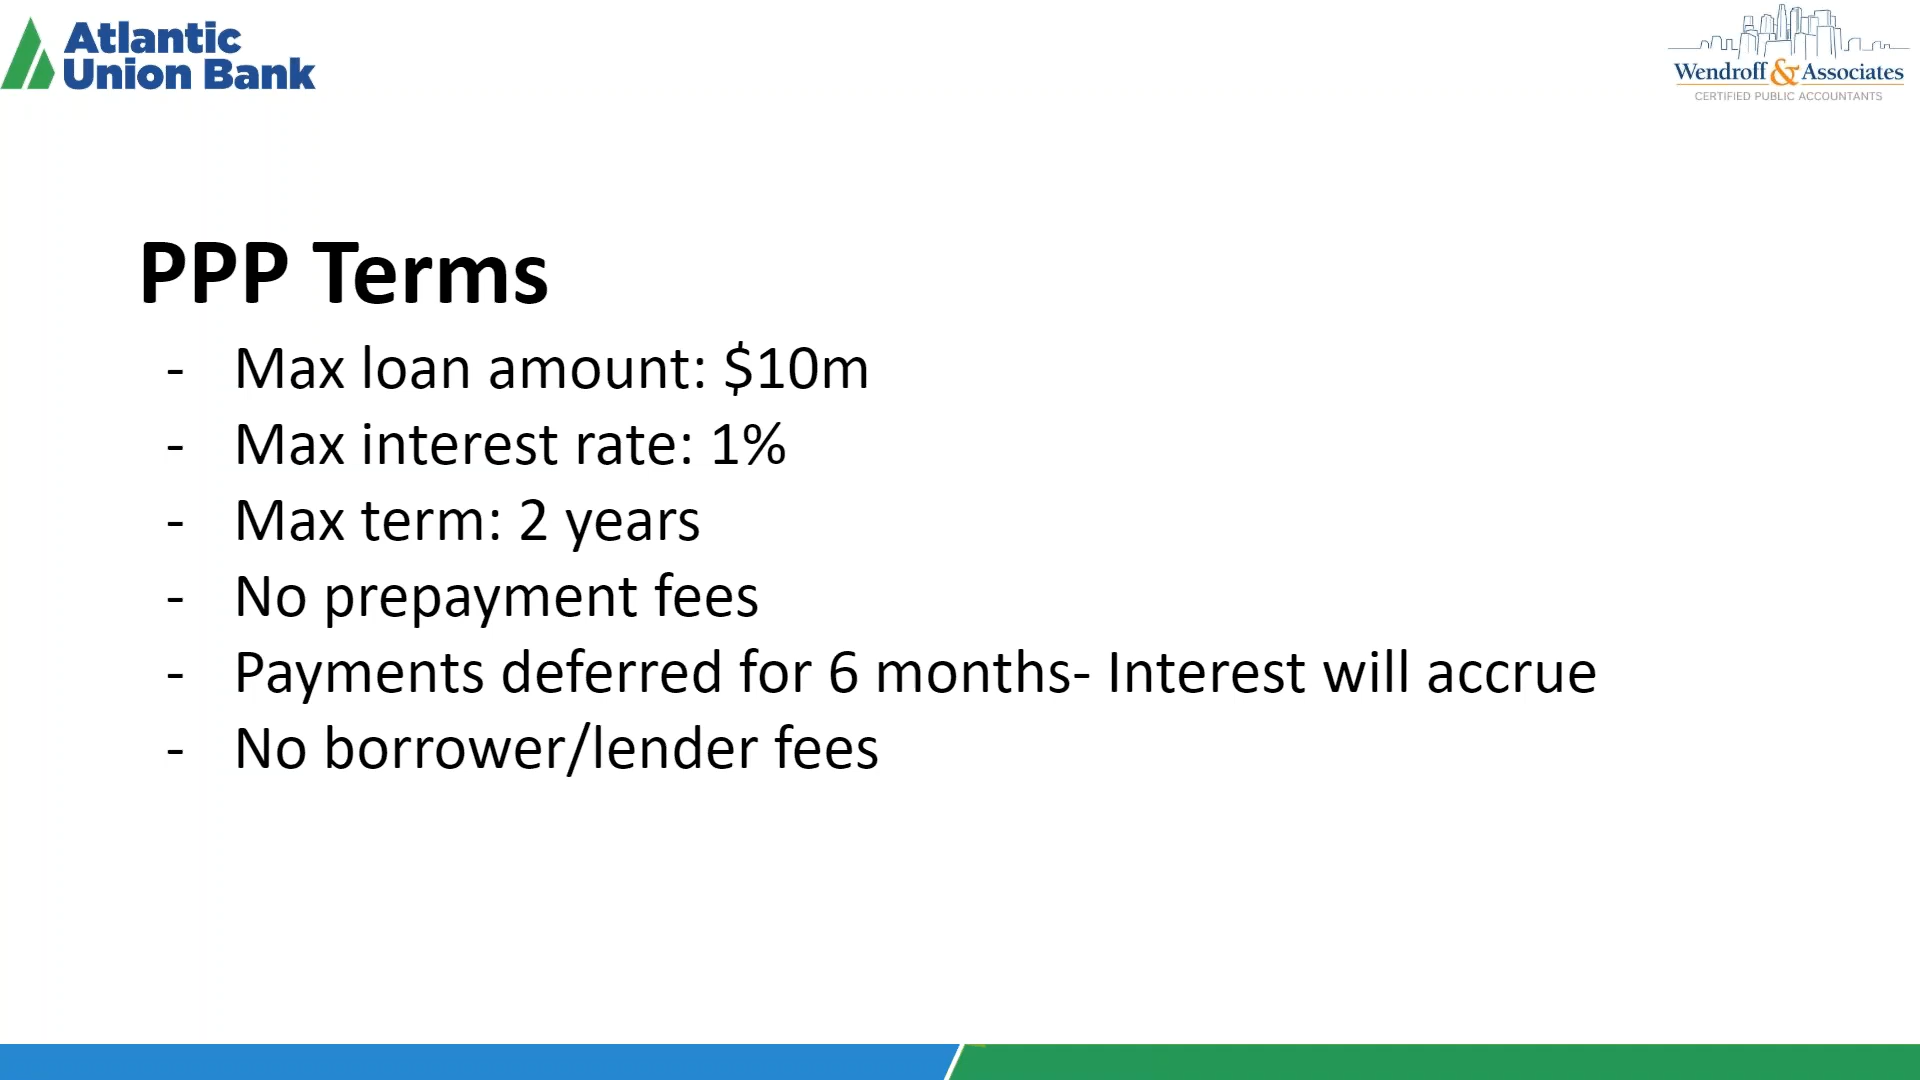 Atlantic
Union Bank
Wendroff & Associates
CERTIFIED PUBLIC ACCOUNTANTS
PPP Terms
- Max loan amount: $10m
- Max interest rate: 1%
- Max term: 2 years
- No prepayment fees
- Payments deferred for 6 months- Interest will accrue
- No borrower/lender fees